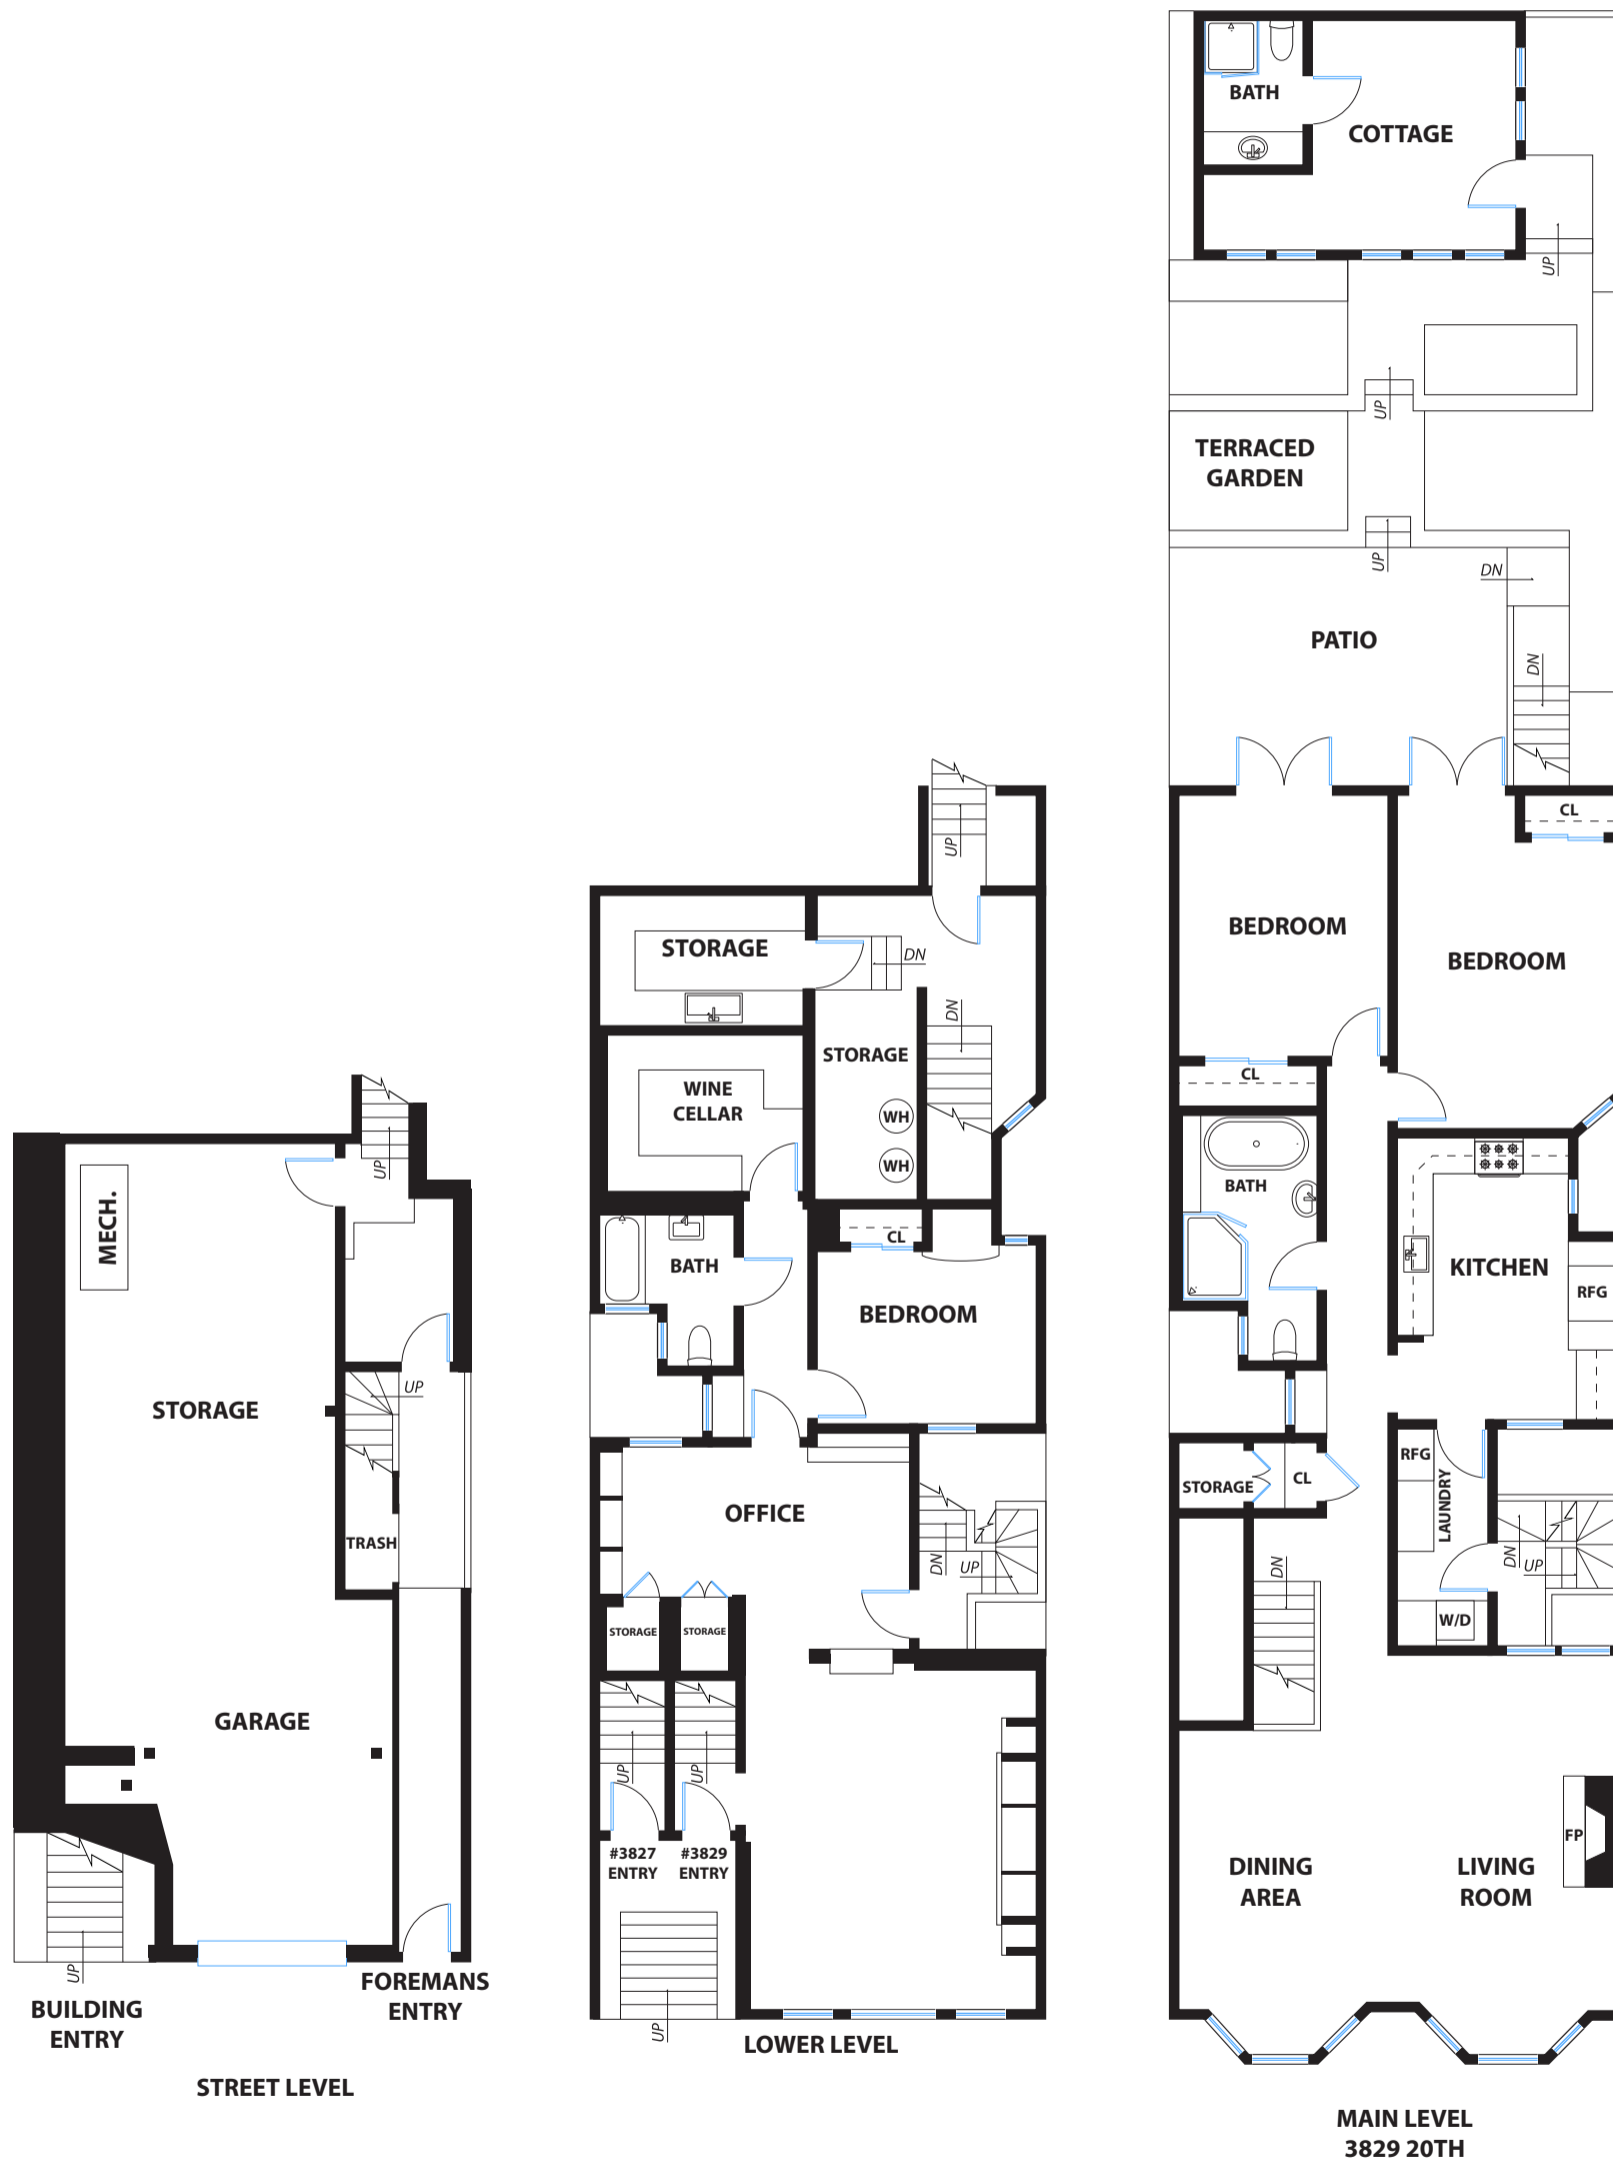 MECH.
UP
STORAGE
UP
TRASH
GARAGE
UP
BUILDING
ENTRY
FOREMANS
ENTRY
STREET LEVEL
UP
STORAGE
DN
DN
STORAGE
WINE
CELLAR
WH
WH
BATH
CL
BEDROOM
OFFICE
DN
UP
STORAGE
STORAGE
UP
UP
#3827
ENTRY
#3829
ENTRY
UP
LOWER LEVEL
BATH
COTTAGE
UP
UP
TERRACED
GARDEN
UP
DN
PATIO
DN
CL
BEDROOM
BEDROOM
CL
BATH
KITCHEN
RFG
RFG
STORAGE
CL
LAUNDRY
DN
UP
DN
W/D
FP
DINING
AREA
LIVING
ROOM
MAIN LEVEL
3829 20TH